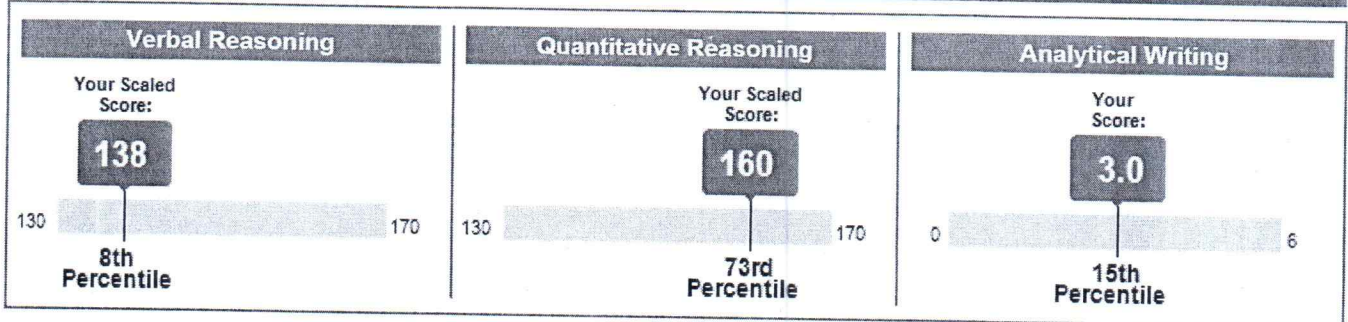 Verbal Reasoning
Your Scaled
Score:
138
130
170
8th
Percentile
Quantitative Reasoning
Your Scaled
Score:
160
130
170
73rd
Percentile
Analytical Writing
Your
Score:
3.0
0
6
15th
Percentile